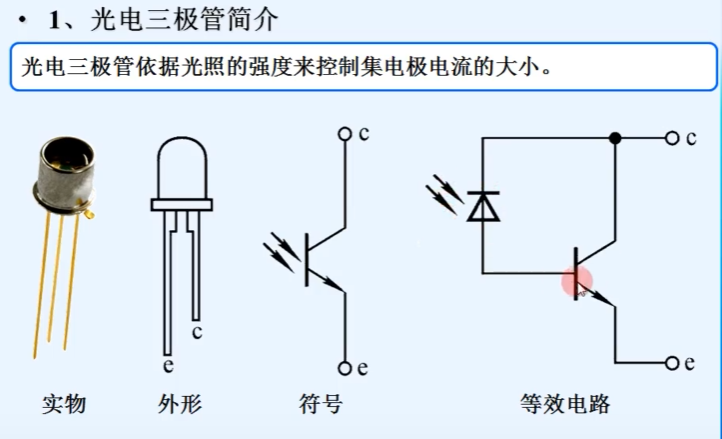 • 1、光电三极管简介
光电三极管依据光照的强度来控制集电极电流的大小。
c
c
c
e
e
e
实物
外形
符号
等效电路